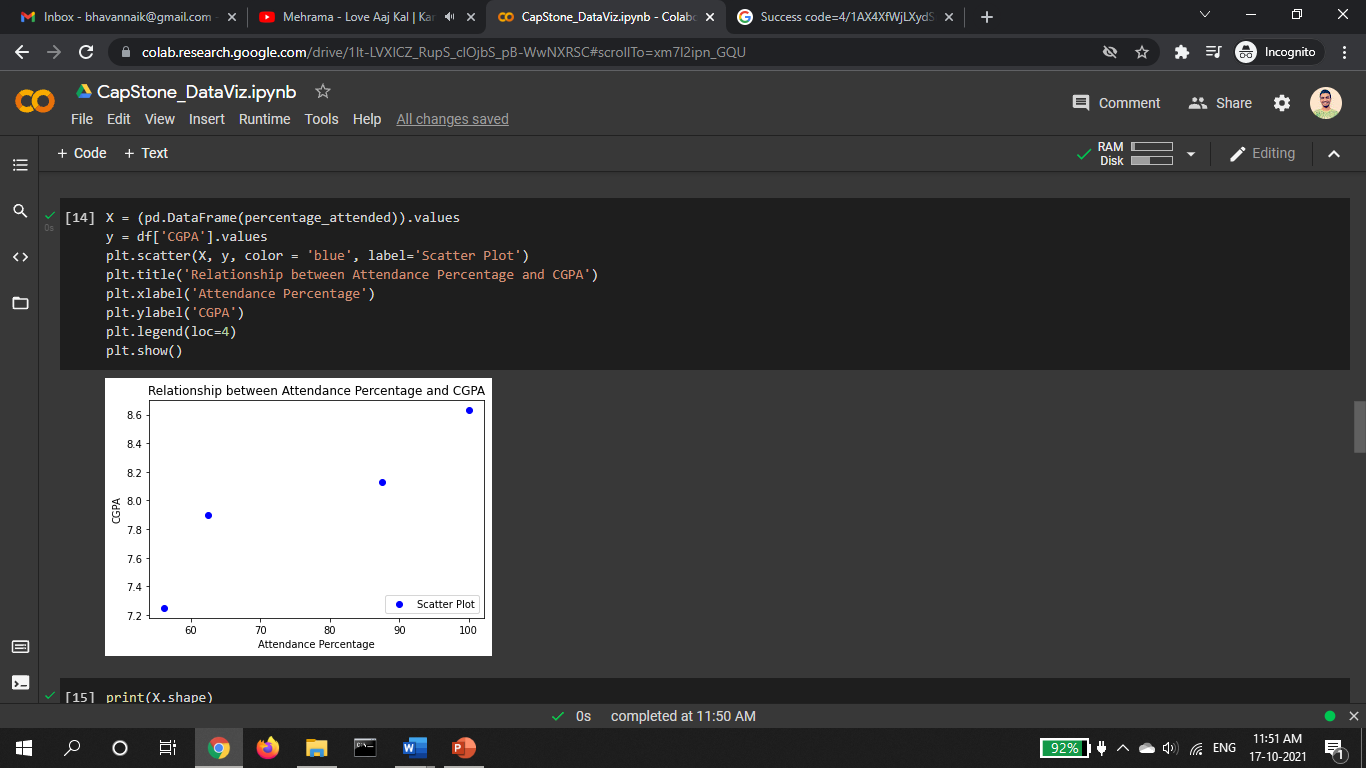 Inbox - bhavannaik@gmail.com -
Mehrama - Love Aaj Kal | Kar
CapStone_DataViz.ipynb - Colabo
Success code=4/1AX4XfWjLXydS
colab.research.google.com/drive/1It-LVXICZ_RupS_clOjbS_pB-WwNXRSC#scrollTo=xm7I2ipn_GQU
Incognito
CapStone_DataViz.ipynb
Comment
Share
File Edit View Insert Runtime Tools Help All changes saved
+ Code + Text
RAM
Disk
Editing
[14] X = (pd.DataFrame(percentage_attended)).values
0s
y = df['CGPA'].values
plt.scatter(X, y, color = 'blue', label='Scatter Plot')
plt.title('Relationship between Attendance Percentage and CGPA')
plt.xlabel('Attendance Percentage')
plt.ylabel('CGPA')
plt.legend(loc=4)
plt.show()
Relationship between Attendance Percentage and CGPA
8.6
8.4
8.2
8.0
7.8
7.6
7.4
7.2
CGPA
Scatter Plot
60 70 80 90 100
Attendance Percentage
[15] print(X.shape)
0s completed at 11:50 AM
92%
ENG
11:51 AM
17-10-2021
1